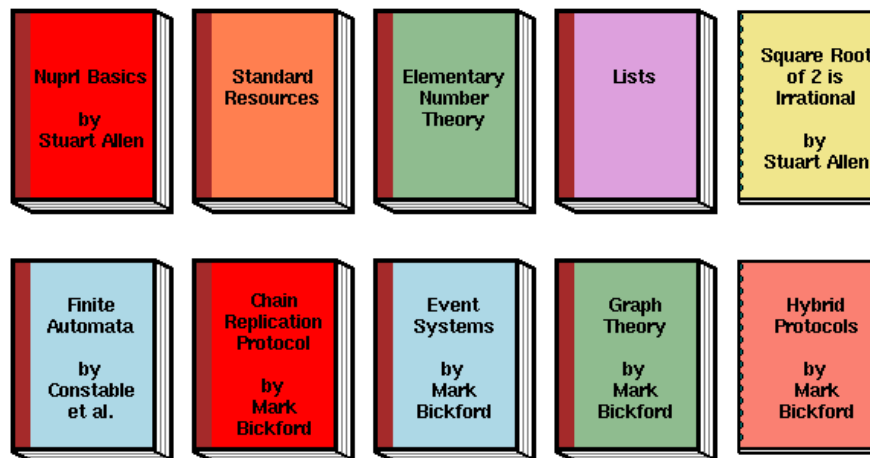 Nuprl Basics
by
Stuart Allen
Standard
Resources
Elementary
Number
Theory
Lists
Square Root
of 2 is
Irrational
by
Stuart Allen
Finite
Automata
by
Constable
et al.
Chain
Replication
Protocol
by
Mark
Bickford
Event
Systems
by
Mark
Bickford
Graph
Theory
by
Mark
Bickford
Hybrid
Protocols
by
Mark
Bickford